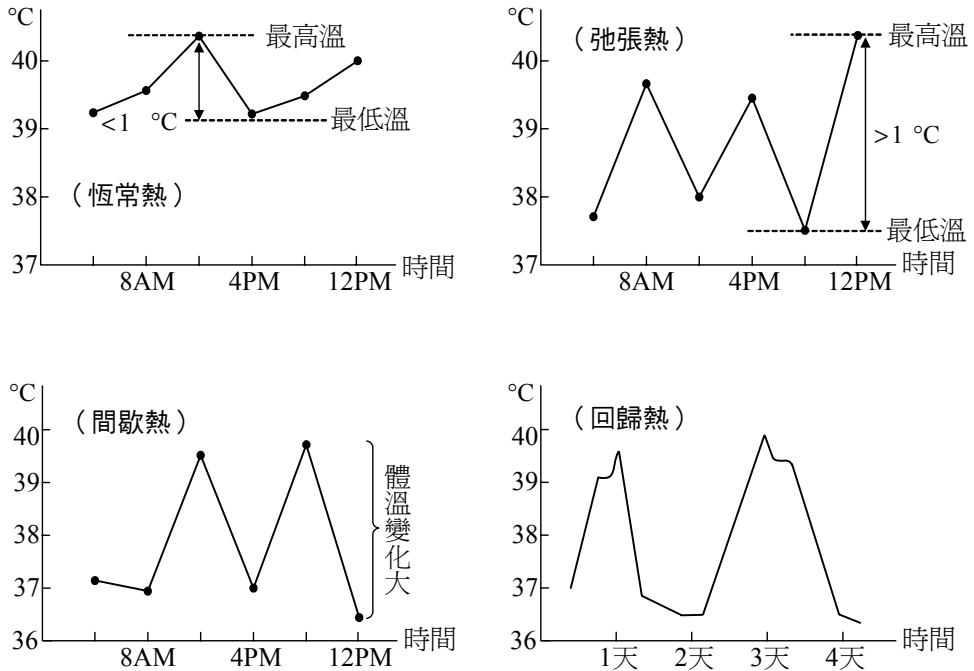 °C
最高溫
40
39
<1 °C
最低溫
38
(恆常熱)
37
8AM 4PM 12PM 時間
°C
(弛張熱)
最高溫
40
39
>1 °C
38
最低溫
37
8AM 4PM 12PM 時間
°C
(間歇熱)
40
39
38
37
36
體溫變化大
8AM 4PM 12PM 時間
°C
(回歸熱)
40
39
38
37
36
1天 2天 3天 4天 時間